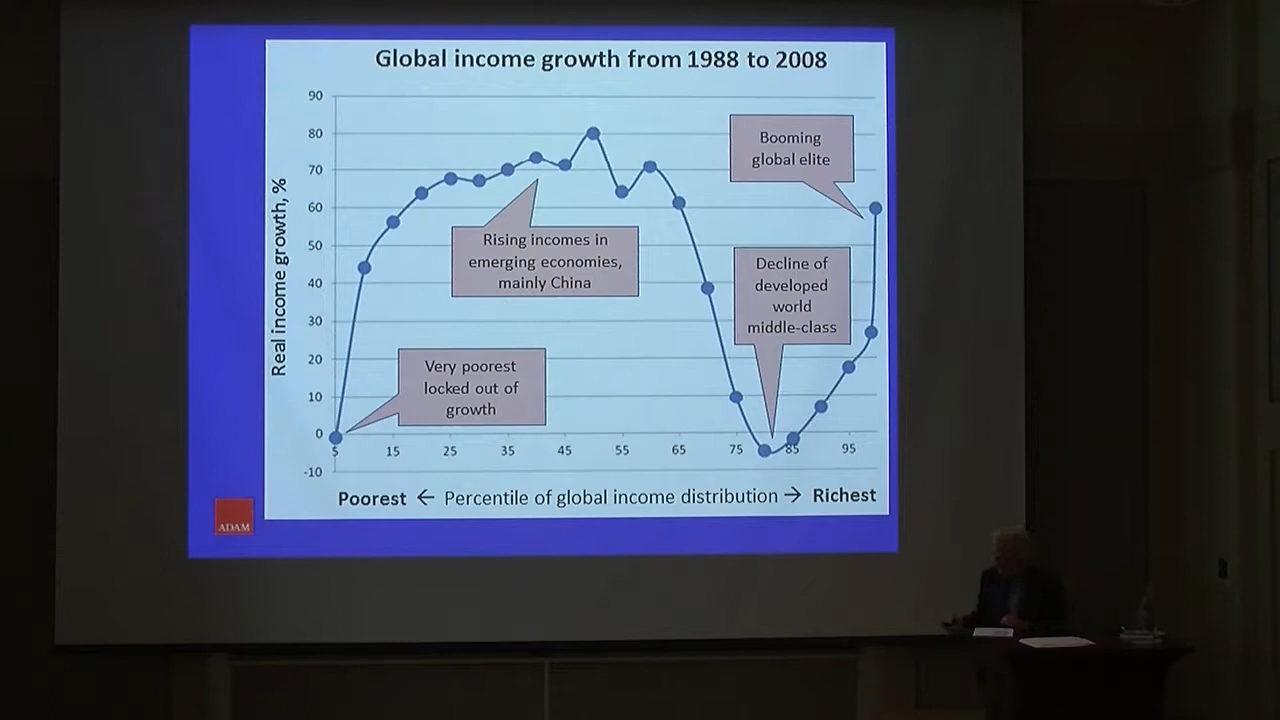 Global income growth from 1988 to 2008
90
80
70
60
50
40
30
20
10
0
-10
Real income growth, %
Booming
global elite
Rising incomes in
emerging economies,
mainly China
Decline of
developed
world
middle-class
Very poorest
locked out of
growth
5 15 25 35 45 55 65 75 85 95
Poorest ← Percentile of global income distribution → Richest
ADAM